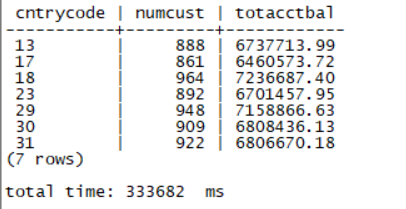 cntrycode | numcust | totacctbal
-----------+---------+------------
13 | 888 | 6737713.99
17 | 861 | 6460573.72
18 | 964 | 7236687.40
23 | 892 | 6701457.95
29 | 948 | 7158866.63
30 | 909 | 6808436.13
31 | 922 | 6806670.18
(7 rows)
total time: 333682 ms